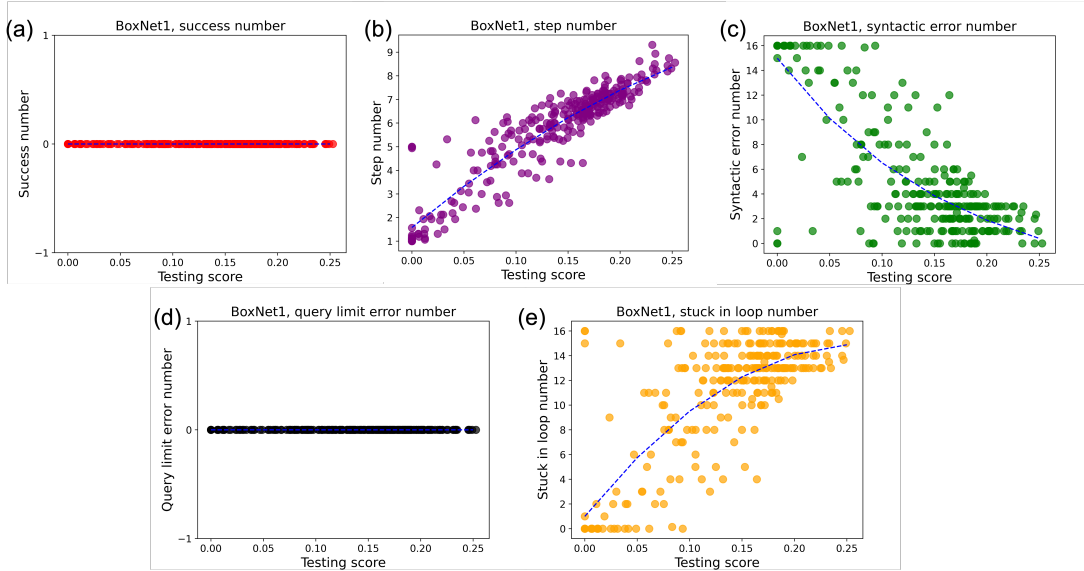 (a)
BoxNet1, success number
1
0
−1
Success number
0.00 0.05 0.10 0.15 0.20 0.25
Testing score
(b)
BoxNet1, step number
9
8
7
6
5
4
3
2
1
Step number
0.00 0.05 0.10 0.15 0.20 0.25
Testing score
(c)
BoxNet1, syntactic error number
16
14
12
10
8
6
4
2
0
Syntactic error number
0.00 0.05 0.10 0.15 0.20 0.25
Testing score
(d)
BoxNet1, query limit error number
1
0
−1
Query limit error number
0.00 0.05 0.10 0.15 0.20 0.25
Testing score
(e)
BoxNet1, stuck in loop number
16
14
12
10
8
6
4
2
0
Stuck in loop number
0.00 0.05 0.10 0.15 0.20 0.25
Testing score